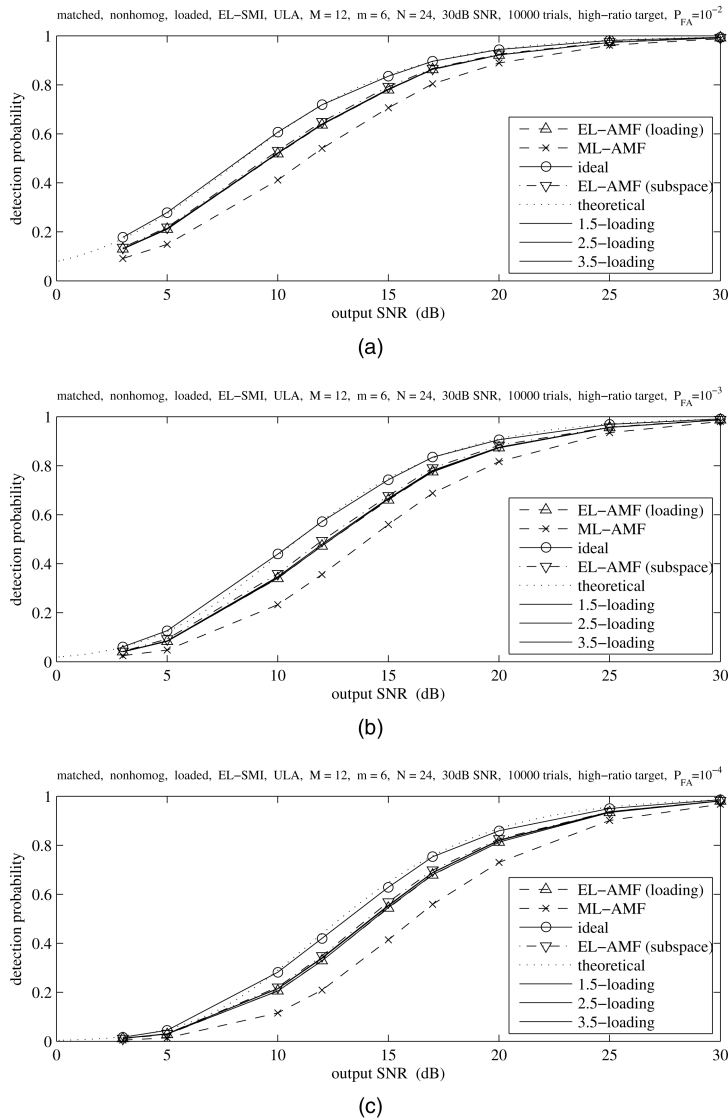 matched, nonhomog, loaded, EL−SMI, ULA, M = 12, m = 6, N = 24, 30dB SNR, 10000 trials, high-ratio target, P_FA=10^−2
1
0.8
0.6
0.4
0.2
0
detection probability
EL−AMF (loading)
ML−AMF
ideal
EL−AMF (subspace)
theoretical
1.5−loading
2.5−loading
3.5−loading
0 5 10 15 20 25 30
output SNR (dB)
(a)
matched, nonhomog, loaded, EL−SMI, ULA, M = 12, m = 6, N = 24, 30dB SNR, 10000 trials, high-ratio target, P_FA=10^−3
1
0.8
0.6
0.4
0.2
0
detection probability
EL−AMF (loading)
ML−AMF
ideal
EL−AMF (subspace)
theoretical
1.5−loading
2.5−loading
3.5−loading
0 5 10 15 20 25 30
output SNR (dB)
(b)
matched, nonhomog, loaded, EL−SMI, ULA, M = 12, m = 6, N = 24, 30dB SNR, 10000 trials, high-ratio target, P_FA=10^−4
1
0.8
0.6
0.4
0.2
0
detection probability
EL−AMF (loading)
ML−AMF
ideal
EL−AMF (subspace)
theoretical
1.5−loading
2.5−loading
3.5−loading
0 5 10 15 20 25 30
output SNR (dB)
(c)